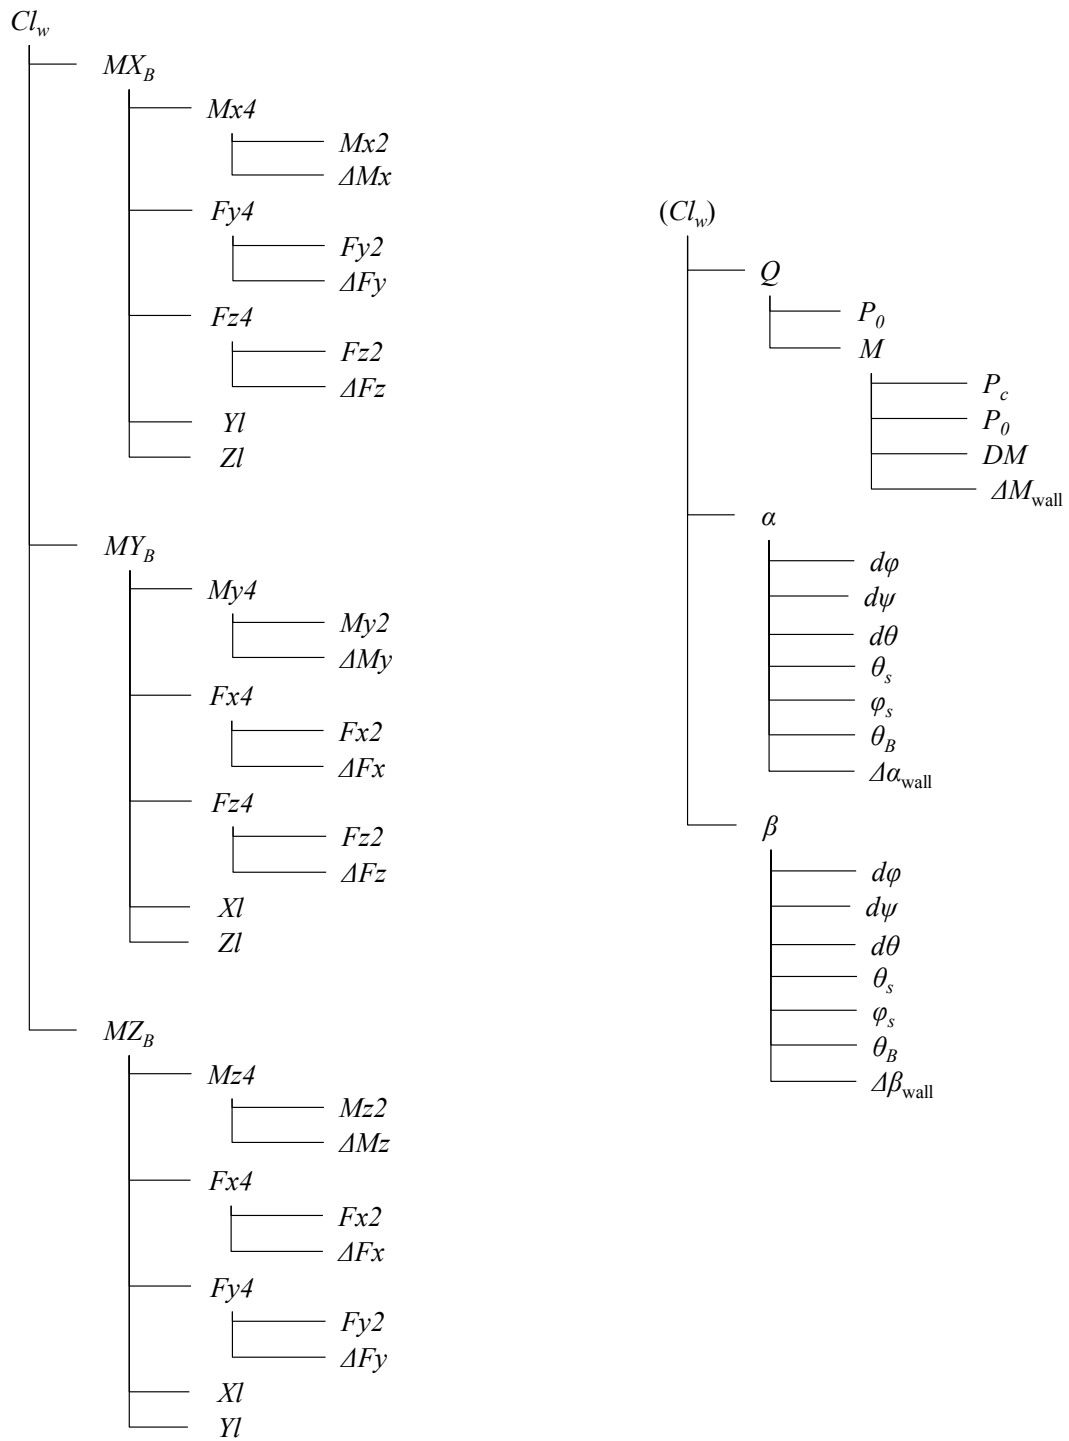 Cl_w
MX_B
Mx4
Mx2
ΔMx
Fy4
Fy2
ΔFy
Fz4
Fz2
ΔFz
Yl
Zl
MY_B
My4
My2
ΔMy
Fx4
Fx2
ΔFx
Fz4
Fz2
ΔFz
Xl
Zl
MZ_B
Mz4
Mz2
ΔMz
Fx4
Fx2
ΔFx
Fy4
Fy2
ΔFy
Xl
Yl
(Cl_w)
Q
P_0
M
P_c
P_0
DM
ΔM_wall
α
dφ
dψ
dθ
θ_s
φ_s
θ_B
Δα_wall
β
dφ
dψ
dθ
θ_s
φ_s
θ_B
Δβ_wall